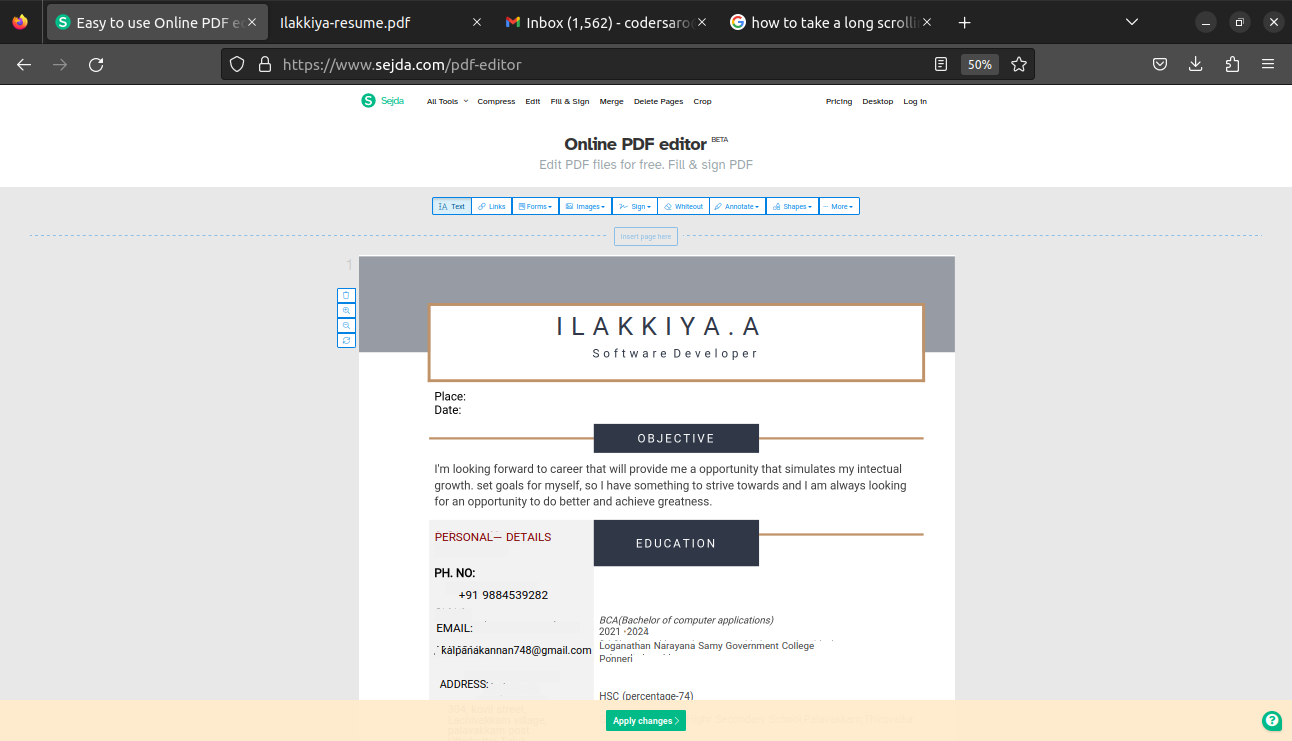 Easy to use Online PDF e
Ilakkiya-resume.pdf
Inbox (1,562) - codersaro
how to take a long scrolli
https://www.sejda.com/pdf-editor
50%
S Sejda
All Tools
Compress
Edit
Fill & Sign
Merge
Delete Pages
Crop
Pricing
Desktop
Log in
Online PDF editor BETA
Edit PDF files for free. Fill & sign PDF
Text
Links
Forms
Images
Sign
Whiteout
Annotate
Shapes
More
Insert page here
1
ILAKKIYA.A
Software Developer
Place:
Date:
OBJECTIVE
I'm looking forward to career that will provide me a opportunity that simulates my intectual
growth. set goals for myself, so I have something to strive towards and I am always looking
for an opportunity to do better and achieve greatness.
PERSONAL— DETAILS
EDUCATION
PH. NO:
+91 9884539282
EMAIL:
kalpanakannan748@gmail.com
ADDRESS:
BCA(Bachelor of computer applications)
2021 -2024
Loganathan Narayana Samy Government College
Ponneri
HSC (percentage-74)
Apply changes